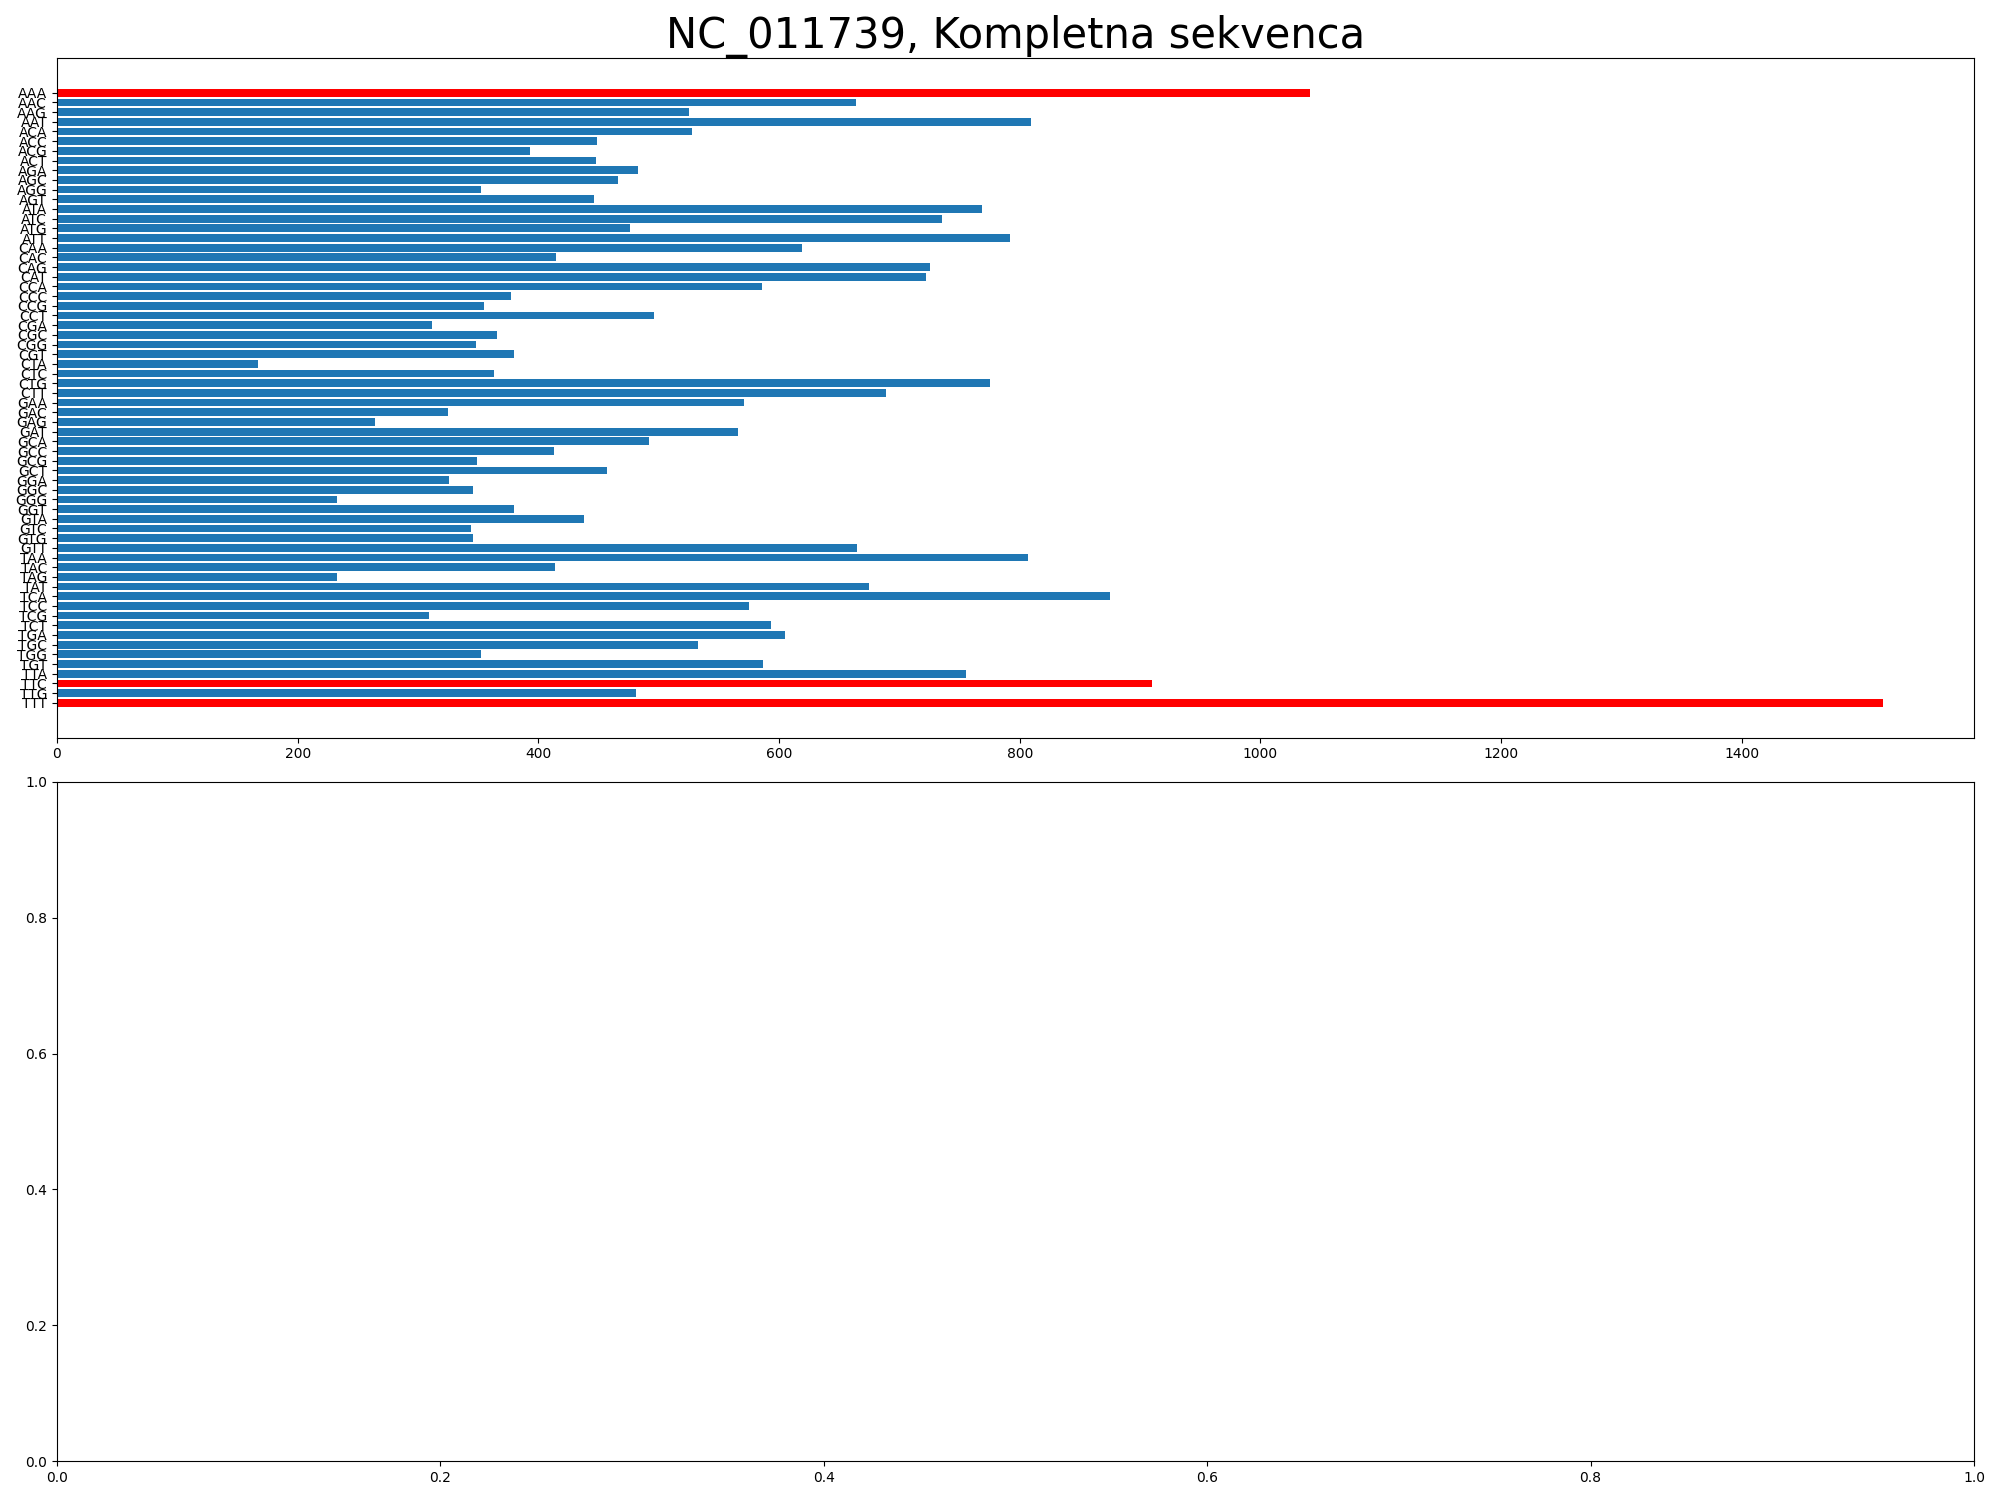 NC_011739, Kompletna sekvenca
AAA
AAC
AAG
AAT
ACA
ACC
ACG
ACT
AGA
AGC
AGG
AGT
ATA
ATC
ATG
ATT
CAA
CAC
CAG
CAT
CCA
CCC
CCG
CCT
CGA
CGC
CGG
CGT
CTA
CTC
CTG
CTT
GAA
GAC
GAG
GAT
GCA
GCC
GCG
GCT
GGA
GGC
GGG
GGT
GTA
GTC
GTG
GTT
TAA
TAC
TAG
TAT
TCA
TCC
TCG
TCT
TGA
TGC
TGG
TGT
TTA
TTC
TTG
TTT
0 200 400 600 800 1000 1200 1400
1.0
0.8
0.6
0.4
0.2
0.0
0.0 0.2 0.4 0.6 0.8 1.0